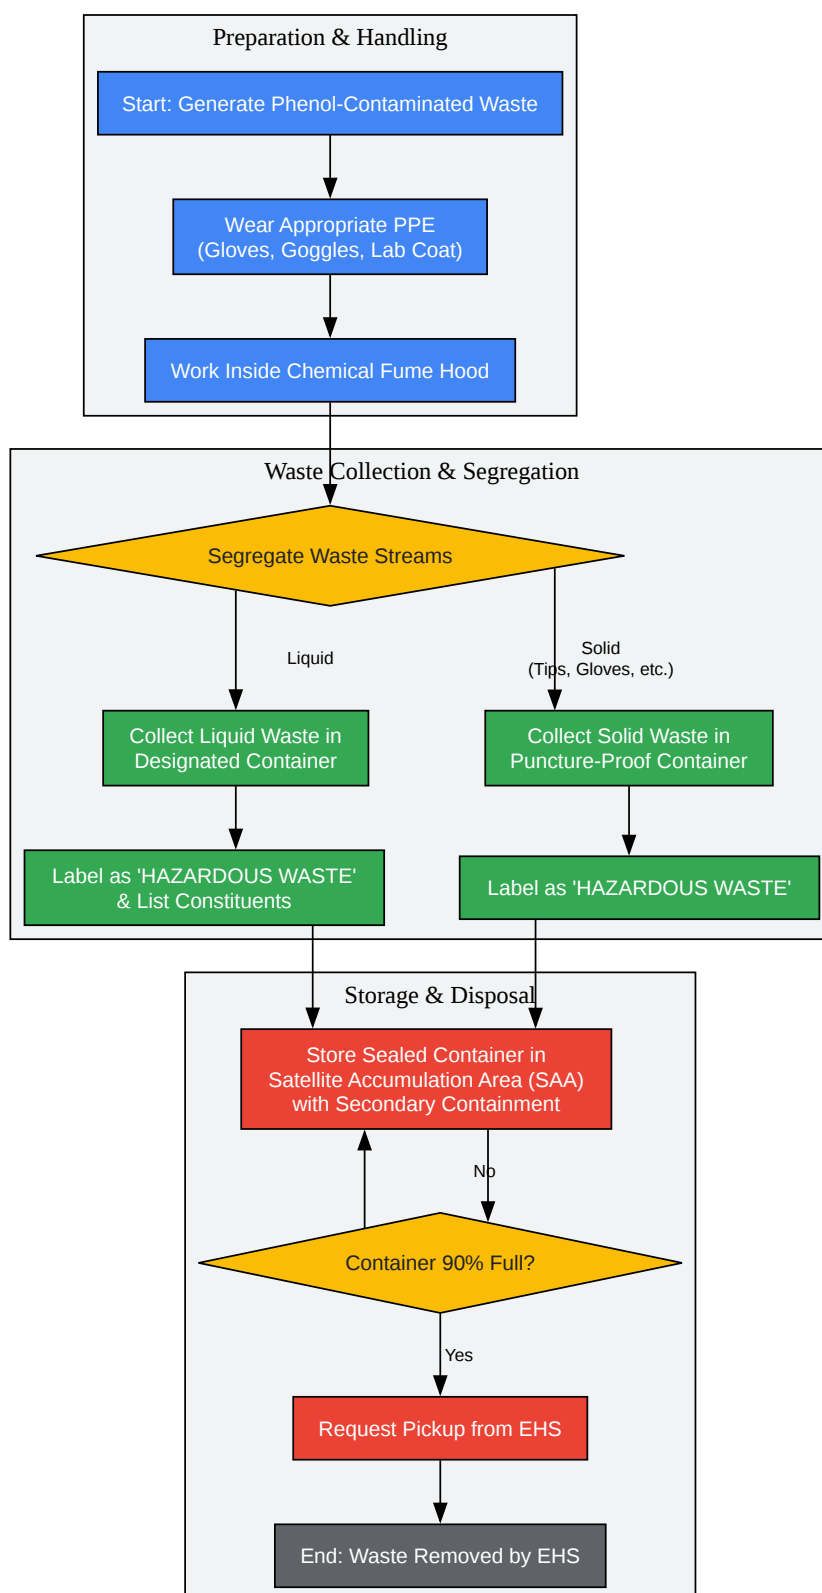 Preparation & Handling
Start: Generate Phenol-Contaminated Waste
Wear Appropriate PPE
(Gloves, Goggles, Lab Coat)
Work Inside Chemical Fume Hood
Waste Collection & Segregation
Segregate Waste Streams
Liquid
Solid
(Tips, Gloves, etc.)
Collect Liquid Waste in
Designated Container
Collect Solid Waste in
Puncture-Proof Container
Label as 'HAZARDOUS WASTE'
& List Constituents
Label as 'HAZARDOUS WASTE'
Storage & Disposal
Store Sealed Container in
Satellite Accumulation Area (SAA)
with Secondary Containment
No
Container 90% Full?
Yes
Request Pickup from EHS
End: Waste Removed by EHS